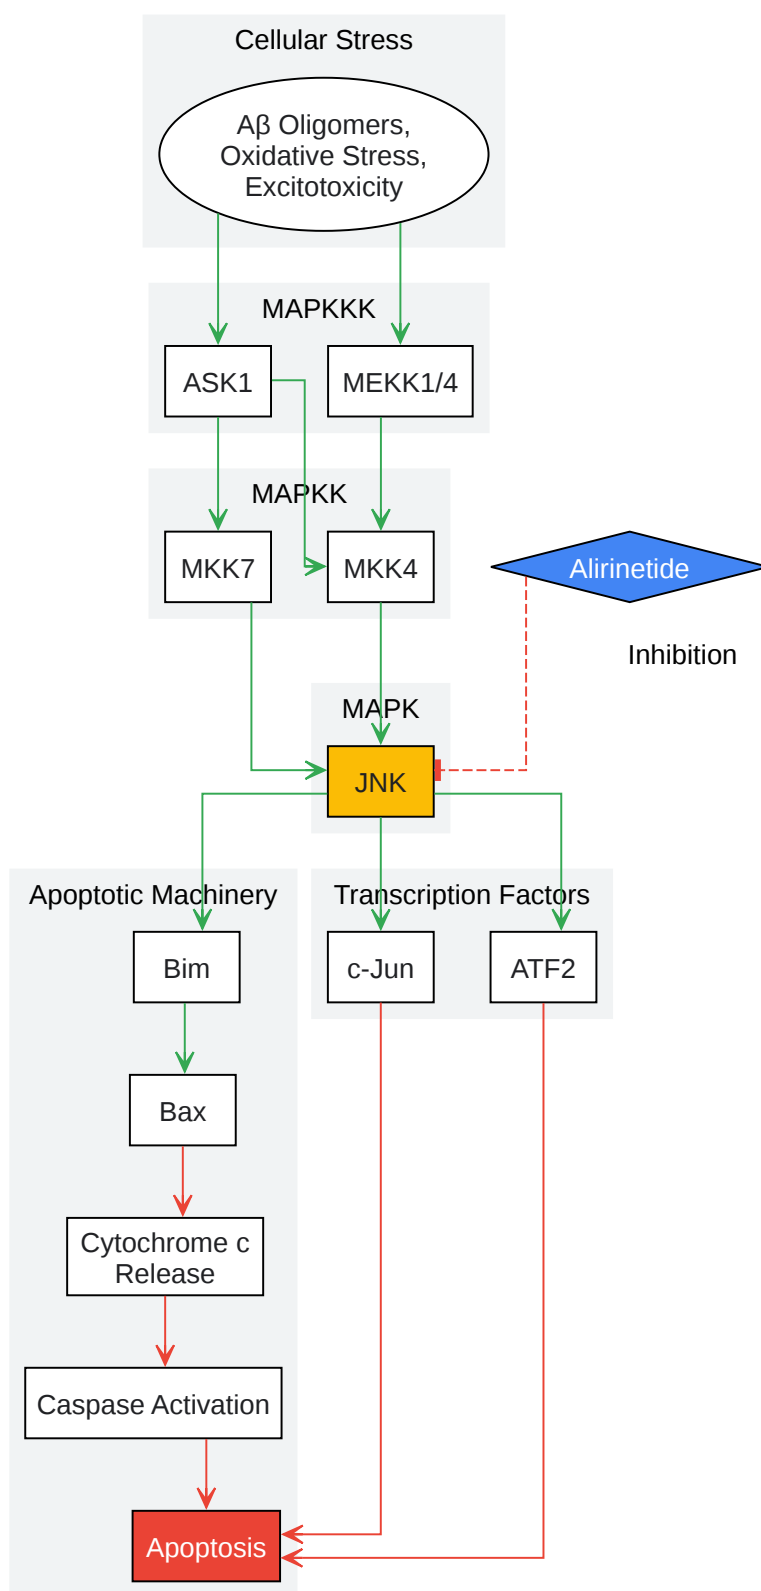 Cellular Stress
Aβ Oligomers,
Oxidative Stress,
Excitotoxicity
MAPKKK
ASK1
MEKK1/4
MAPKK
MKK7
MKK4
Alirinetide
Inhibition
MAPK
JNK
Apoptotic Machinery
Transcription Factors
Bim
c-Jun
ATF2
Bax
Cytochrome c
Release
Caspase Activation
Apoptosis